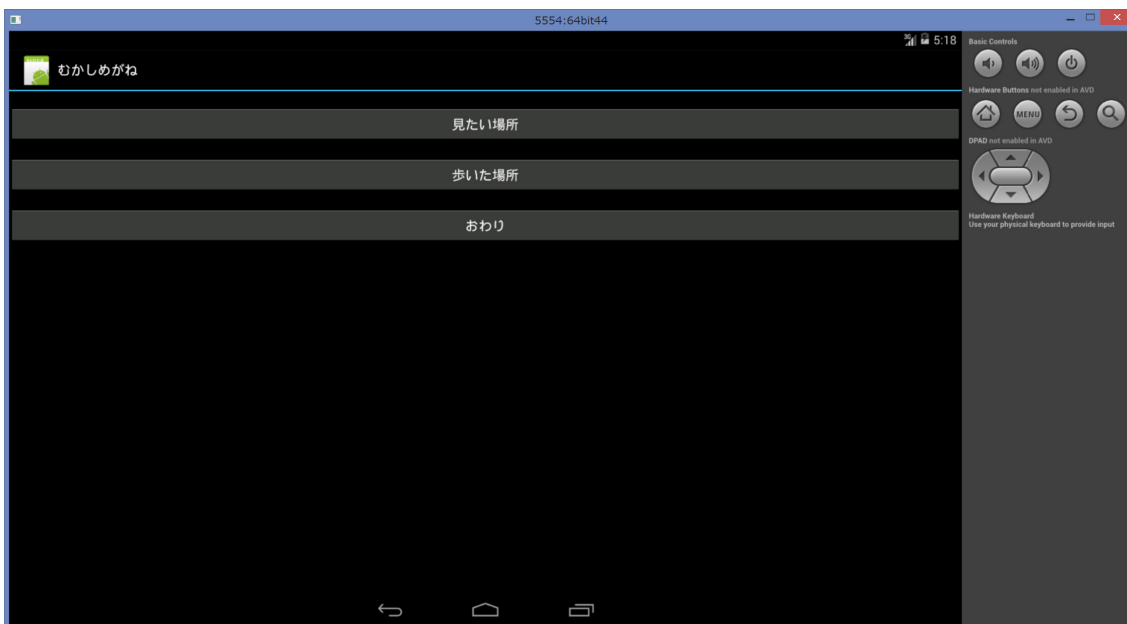 5554:64bit44
3G 5:18
むかしめがね
見たい場所
歩いた場所
おわり
Basic Controls
Hardware Buttons not enabled in AVD
MENU
DPAD not enabled in AVD
Hardware Keyboard
Use your physical keyboard to provide input